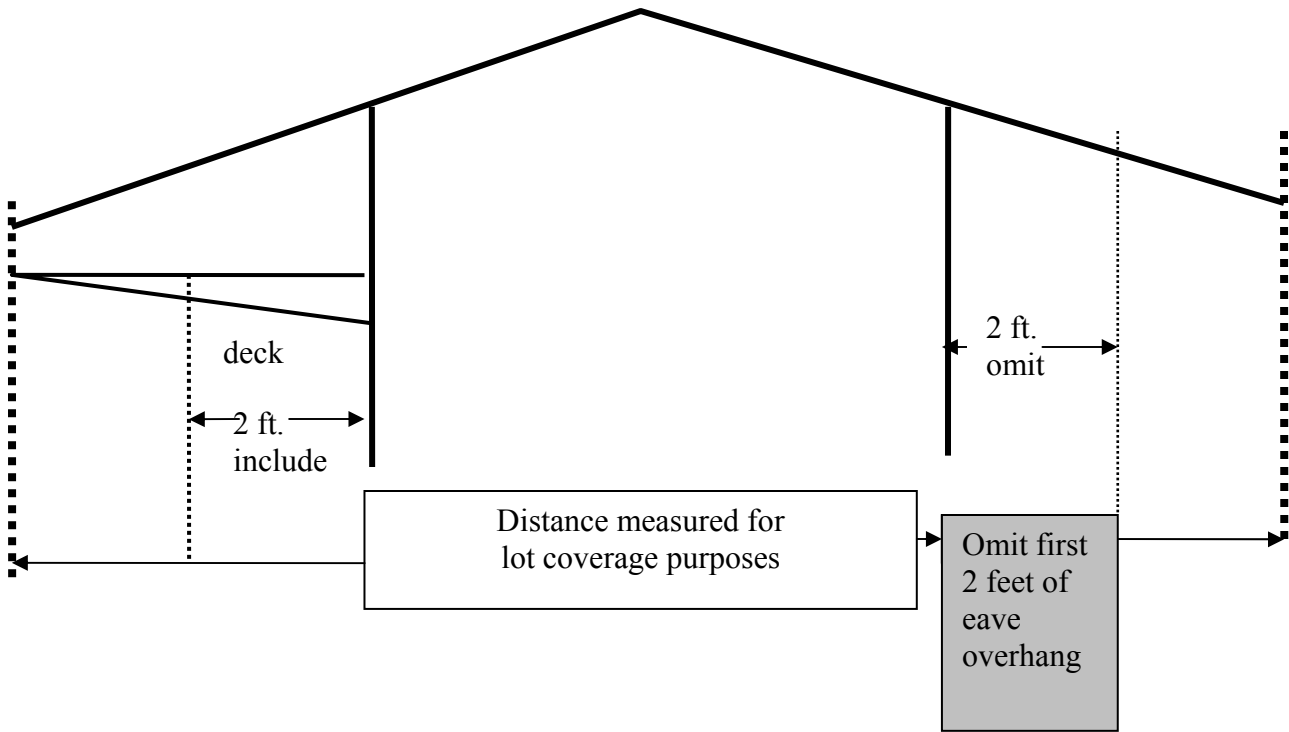 deck
2 ft.
include
2 ft.
omit
Distance measured for
lot coverage purposes
Omit first
2 feet of
eave
overhang